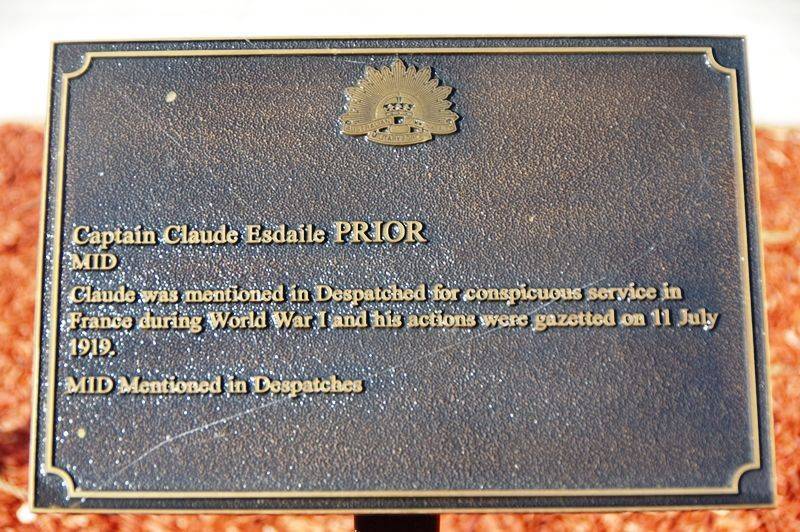 Captain Claude Esdaile PRIOR
MID
Claude was mentioned in Despatched for conspicuous service in
France during World War I and his actions were gazetted on 11 July
1919.
MID Mentioned in Despatches